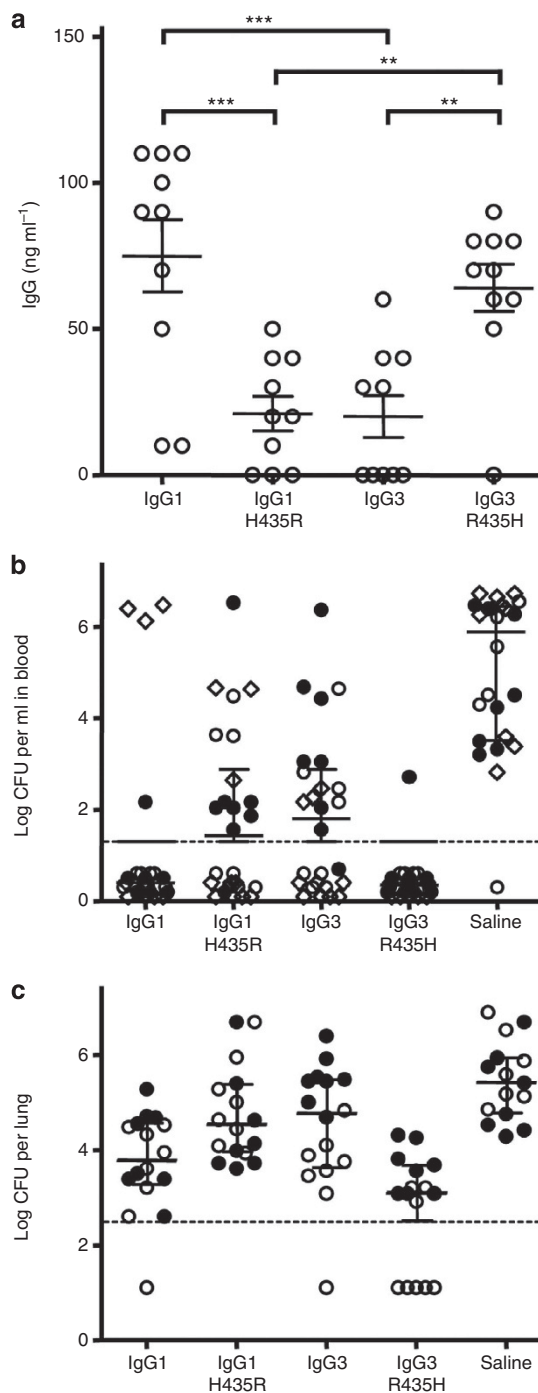 a
150
100
50
0
IgG (ng ml⁻¹)
***
**
***
**
IgG1
IgG1
H435R
IgG3
IgG3
R435H
b
6
4
2
0
Log CFU per ml in blood
IgG1
IgG1
H435R
IgG3
IgG3
R435H
Saline
c
6
4
2
0
Log CFU per lung
IgG1
IgG1
H435R
IgG3
IgG3
R435H
Saline